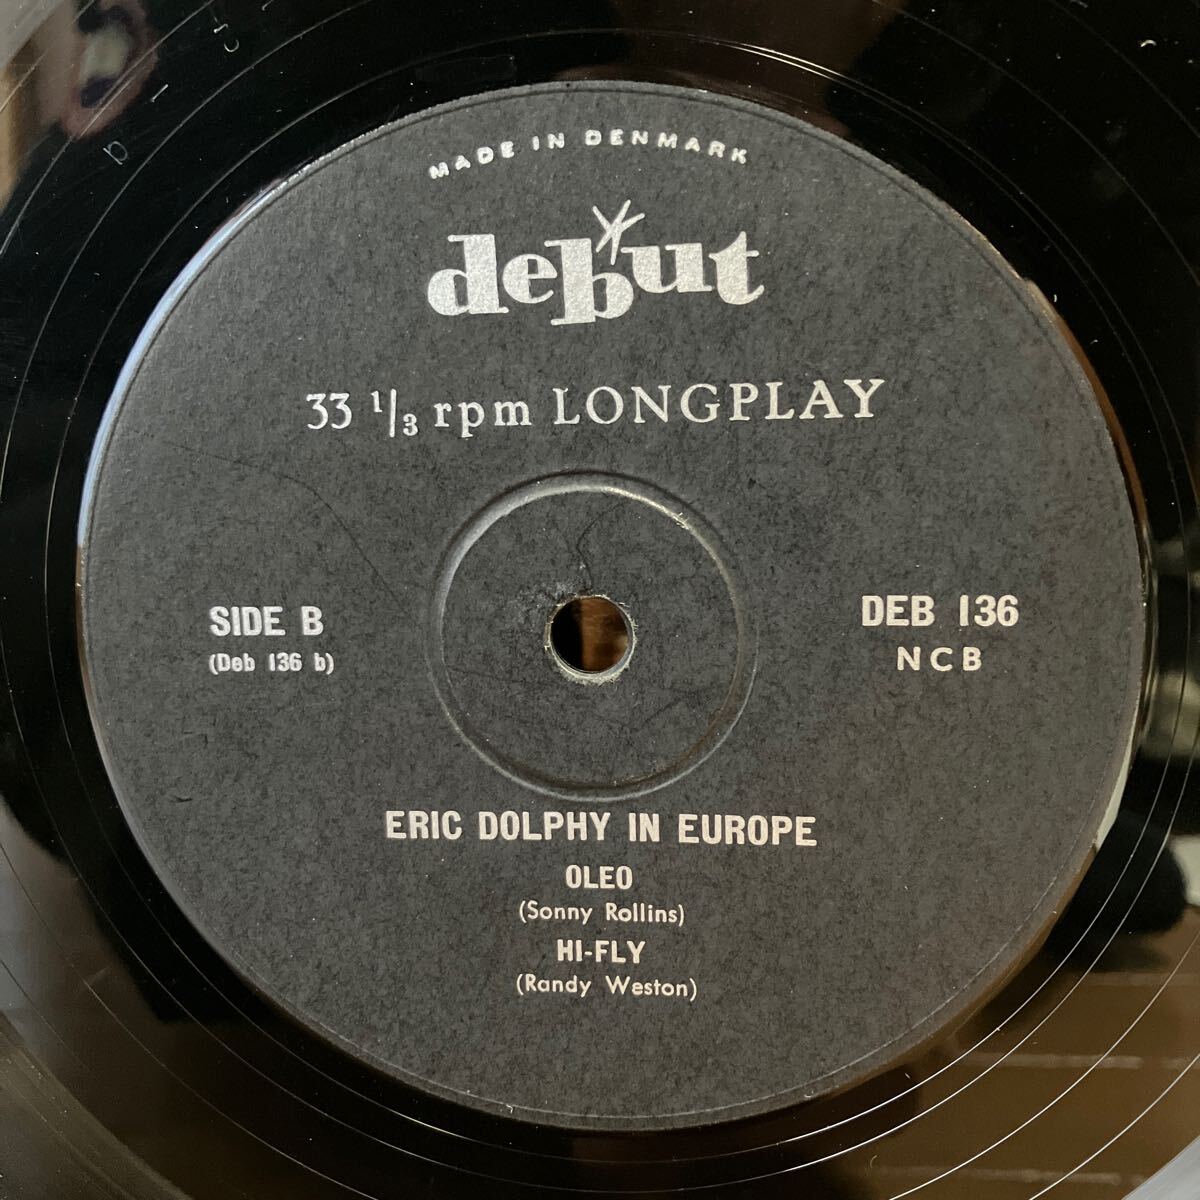 MADE IN DENMARK
debut
33 1/3 rpm LONGPLAY
SIDE B
(Deb 136 b)
DEB 136
NCB
ERIC DOLPHY IN EUROPE
OLEO
(Sonny Rollins)
HI-FLY
(Randy Weston)